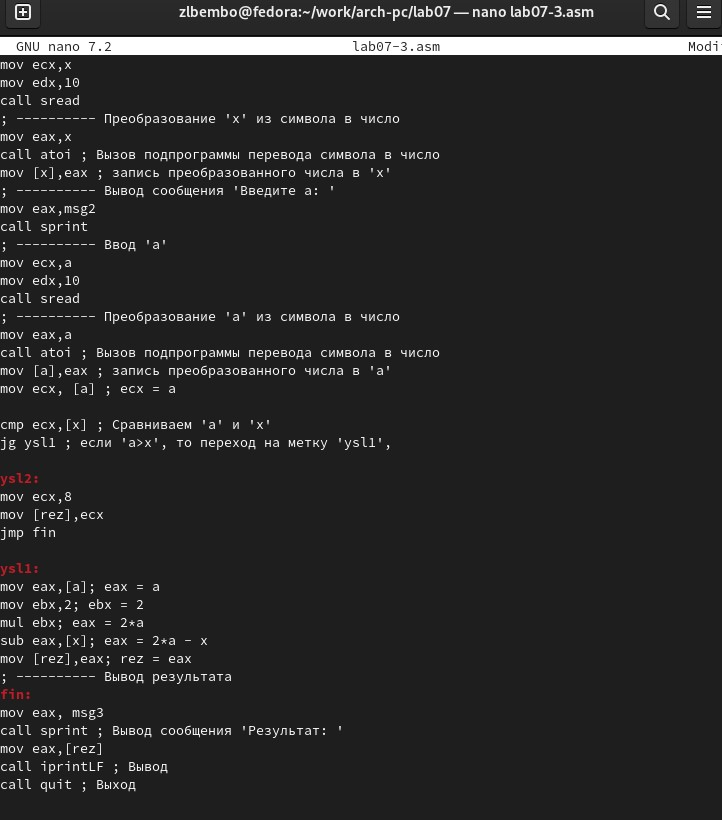 zlbembo@fedora:~/work/arch-pc/lab07 — nano lab07-3.asm
GNU nano 7.2 lab07-3.asm Modi
mov ecx,x
mov edx,10
call sread
; ---------- Преобразование 'x' из символа в число
mov eax,x
call atoi ; Вызов подпрограммы перевода символа в число
mov [x],eax ; запись преобразованного числа в 'x'
; ---------- Вывод сообщения 'Введите a: '
mov eax,msg2
call sprint
; ---------- Ввод 'a'
mov ecx,a
mov edx,10
call sread
; ---------- Преобразование 'a' из символа в число
mov eax,a
call atoi ; Вызов подпрограммы перевода символа в число
mov [a],eax ; запись преобразованного числа в 'a'
mov ecx, [a] ; ecx = a
cmp ecx,[x] ; Сравниваем 'a' и 'x'
jg ysl1 ; если 'a>x', то переход на метку 'ysl1',
ysl2:
mov ecx,8
mov [rez],ecx
jmp fin
ysl1:
mov eax,[a]; eax = a
mov ebx,2; ebx = 2
mul ebx; eax = 2*a
sub eax,[x]; eax = 2*a - x
mov [rez],eax; rez = eax
; ---------- Вывод результата
fin:
mov eax, msg3
call sprint ; Вывод сообщения 'Результат: '
mov eax,[rez]
call iprintLF ; Вывод
call quit ; Выход